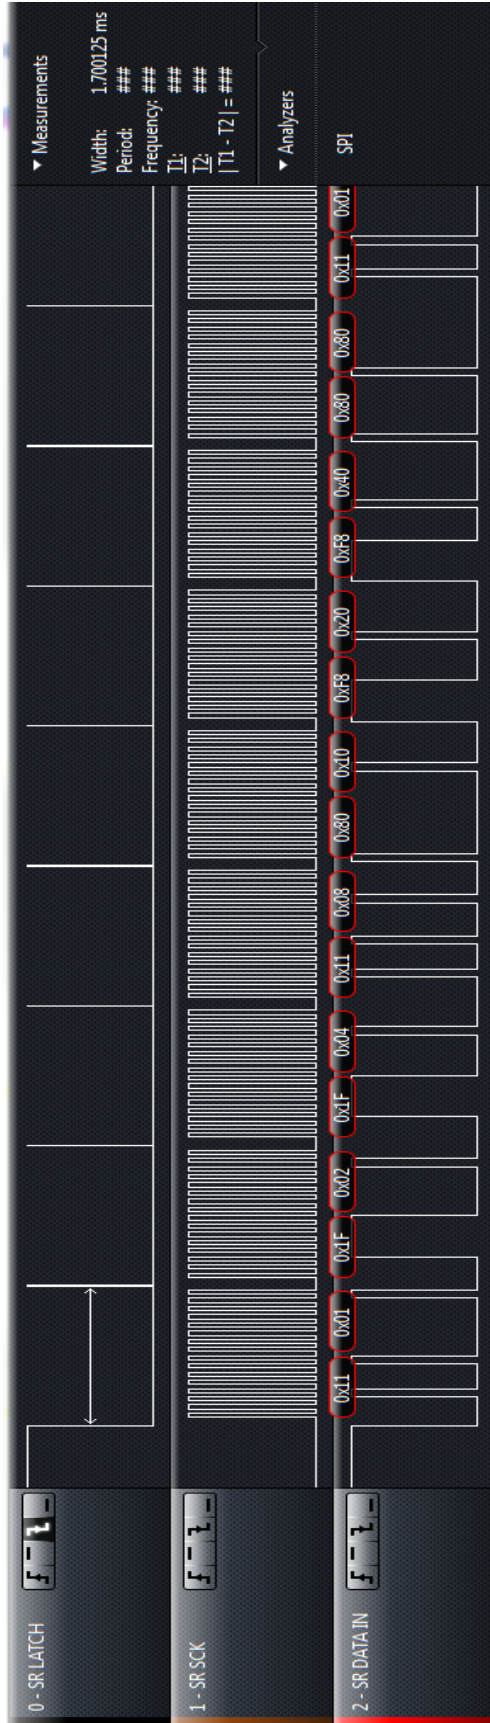 0 - SR LATCH
1 - SR SCK
2 - SR DATA IN
0x11 0x01 0x1F 0x02 0x1F 0x04 0x11 0x08 0x80 0x10 0xF8 0x20 0xF8 0x40 0x80 0x80 0x11 0x01
▼ Measurements
Width: 1.700125 ms
Period: ###
Frequency: ###
T1: ###
T2: ###
| T1 - T2 | = ###
▼ Analyzers
SPI